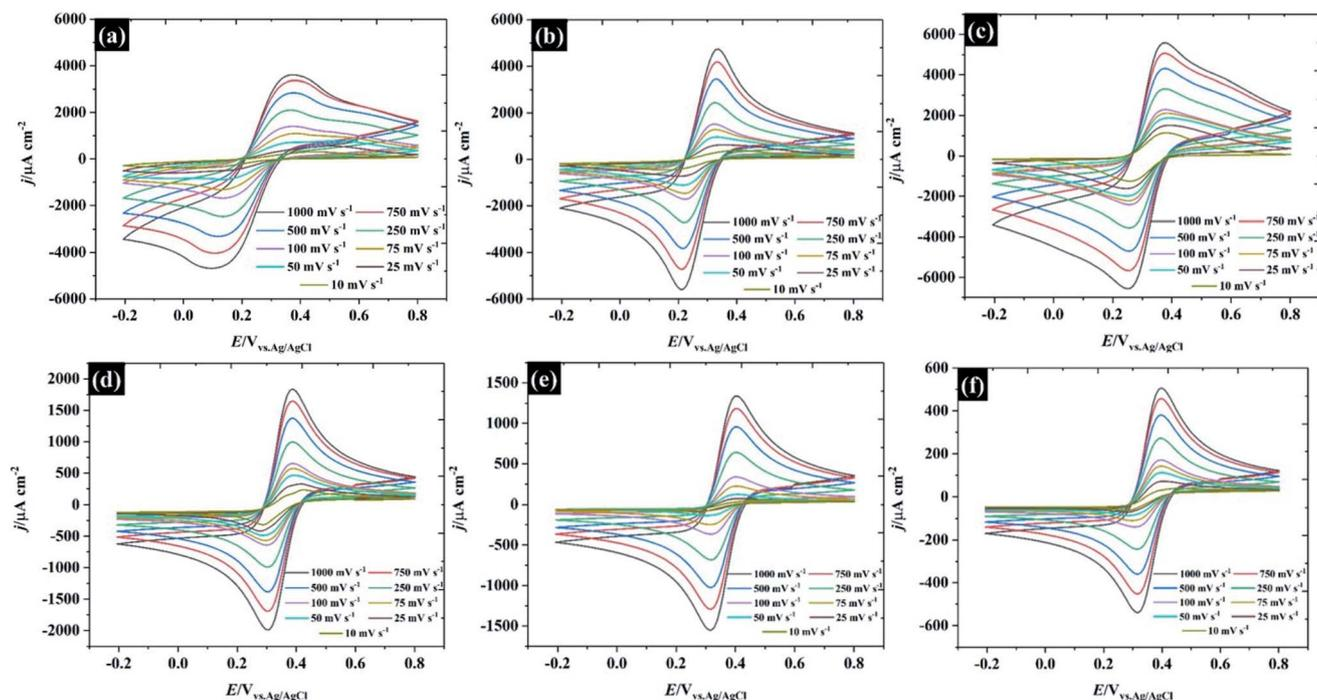 (a)
6000
4000
2000
0
-2000
-4000
-6000
j/μA cm⁻²
1000 mV s⁻¹ 750 mV s⁻¹
500 mV s⁻¹ 250 mV s⁻¹
100 mV s⁻¹ 75 mV s⁻¹
50 mV s⁻¹ 25 mV s⁻¹
10 mV s⁻¹
-0.2 0.0 0.2 0.4 0.6 0.8
E/V vs.Ag/AgCl
(b)
6000
4000
2000
0
-2000
-4000
-6000
j/μA cm⁻²
1000 mV s⁻¹ 750 mV s⁻¹
500 mV s⁻¹ 250 mV s⁻¹
100 mV s⁻¹ 75 mV s⁻¹
50 mV s⁻¹ 25 mV s⁻¹
10 mV s⁻¹
-0.2 0.0 0.2 0.4 0.6 0.8
E/V vs.Ag/AgCl
(c)
6000
4000
2000
0
-2000
-4000
-6000
j/μA cm⁻²
1000 mV s⁻¹ 750 mV s⁻¹
500 mV s⁻¹ 250 mV s⁻¹
100 mV s⁻¹ 75 mV s⁻¹
50 mV s⁻¹ 25 mV s⁻¹
10 mV s⁻¹
-0.2 0.0 0.2 0.4 0.6 0.8
E/V vs.Ag/AgCl
(d)
2000
1500
1000
500
0
-500
-1000
-1500
-2000
j/μA cm⁻²
1000 mV s⁻¹ 750 mV s⁻¹
500 mV s⁻¹ 250 mV s⁻¹
100 mV s⁻¹ 75 mV s⁻¹
50 mV s⁻¹ 25 mV s⁻¹
10 mV s⁻¹
-0.2 0.0 0.2 0.4 0.6 0.8
E/V vs.Ag/AgCl
(e)
1500
1000
500
0
-500
-1000
-1500
j/μA cm⁻²
1000 mV s⁻¹ 750 mV s⁻¹
500 mV s⁻¹ 250 mV s⁻¹
100 mV s⁻¹ 75 mV s⁻¹
50 mV s⁻¹ 25 mV s⁻¹
10 mV s⁻¹
-0.2 0.0 0.2 0.4 0.6 0.8
E/V vs.Ag/AgCl
(f)
600
400
200
0
-200
-400
-600
j/μA cm⁻²
1000 mV s⁻¹ 750 mV s⁻¹
500 mV s⁻¹ 250 mV s⁻¹
100 mV s⁻¹ 75 mV s⁻¹
50 mV s⁻¹ 25 mV s⁻¹
10 mV s⁻¹
-0.2 0.0 0.2 0.4 0.6 0.8
E/V vs.Ag/AgCl